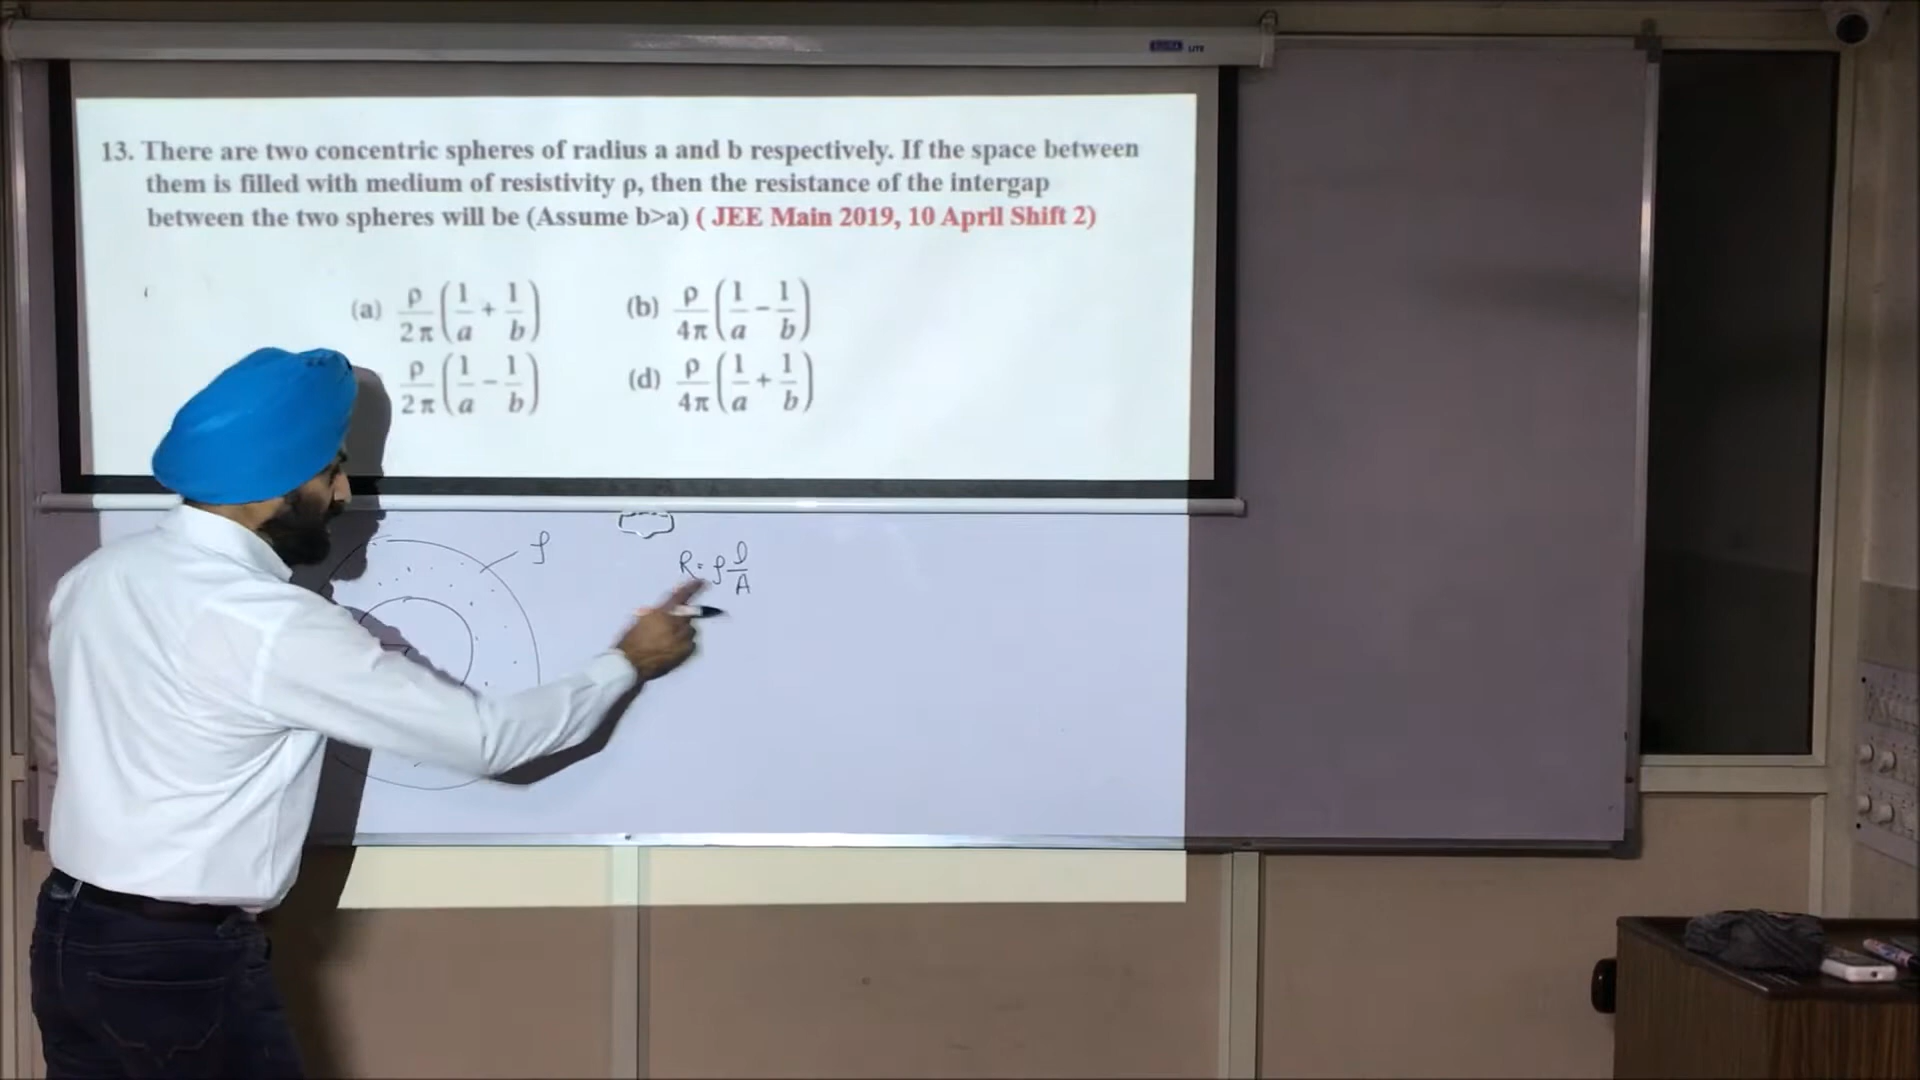 LITE
13. There are two concentric spheres of radius a and b respectively. If the space between
them is filled with medium of resistivity ρ, then the resistance of the intergap
between the two spheres will be (Assume b>a) ( JEE Main 2019, 10 April Shift 2)
(a) ρ/2π (1/a + 1/b) (b) ρ/4π (1/a - 1/b)
ρ/2π (1/a - 1/b) (d) ρ/4π (1/a + 1/b)
ρ
R = ρ l/A